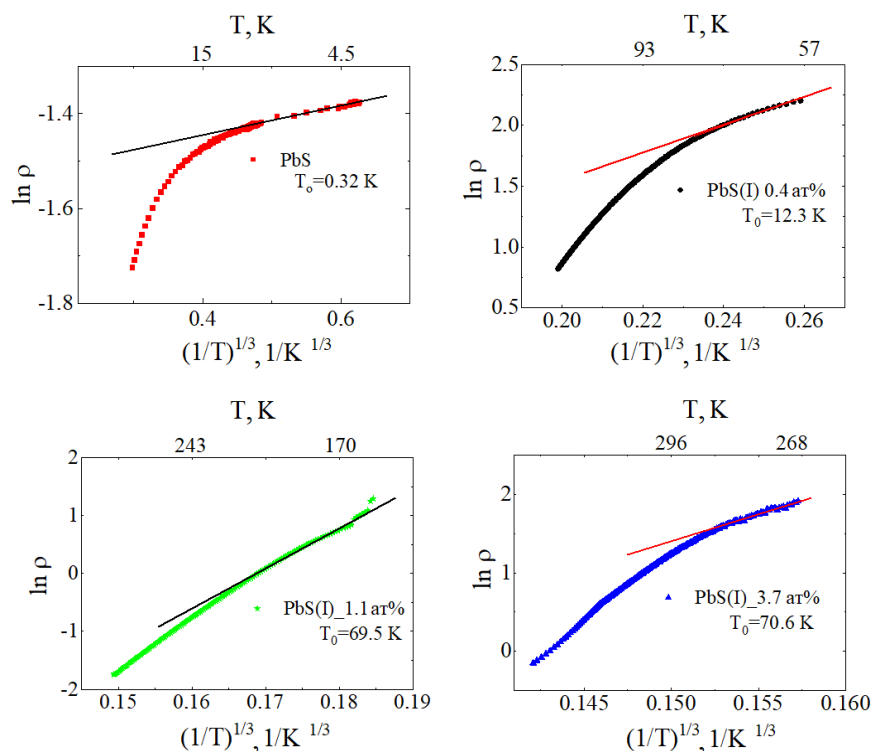 T, K
15 4.5
-1.4
-1.6
-1.8
ln ρ
PbS
T₀=0.32 K
0.4 0.6
(1/T)^1/3, 1/K^1/3
T, K
93 57
2.5
2.0
1.5
1.0
0.5
ln ρ
PbS(I) 0.4 ат%
T₀=12.3 K
0.20 0.22 0.24 0.26
(1/T)^1/3, 1/K^1/3
T, K
243 170
2
1
0
-1
-2
ln ρ
PbS(I)_1.1 ат%
T₀=69.5 K
0.15 0.16 0.17 0.18 0.19
(1/T)^1/3, 1/K^1/3
T, K
296 268
2
1
0
ln ρ
PbS(I)_3.7 ат%
T₀=70.6 K
0.145 0.150 0.155 0.160
(1/T)^1/3, 1/K^1/3